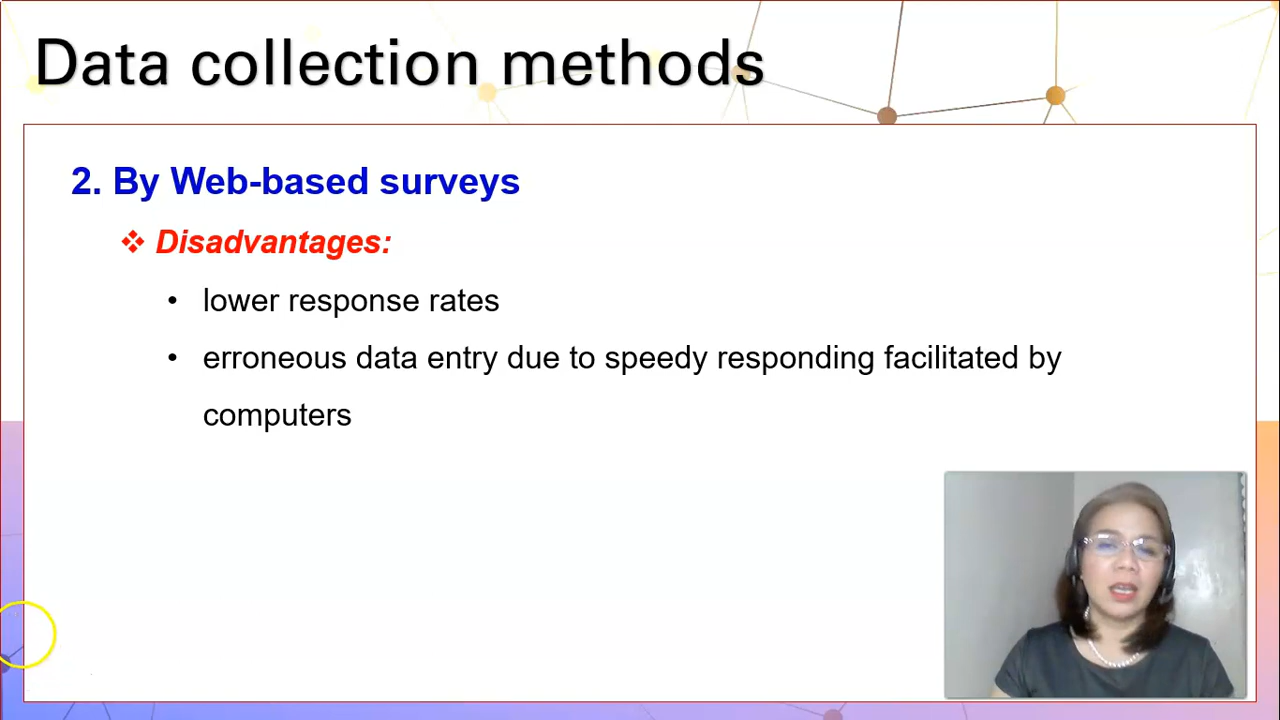 Data collection methods
2. By Web-based surveys
❖ Disadvantages:
• lower response rates
• erroneous data entry due to speedy responding facilitated by
computers